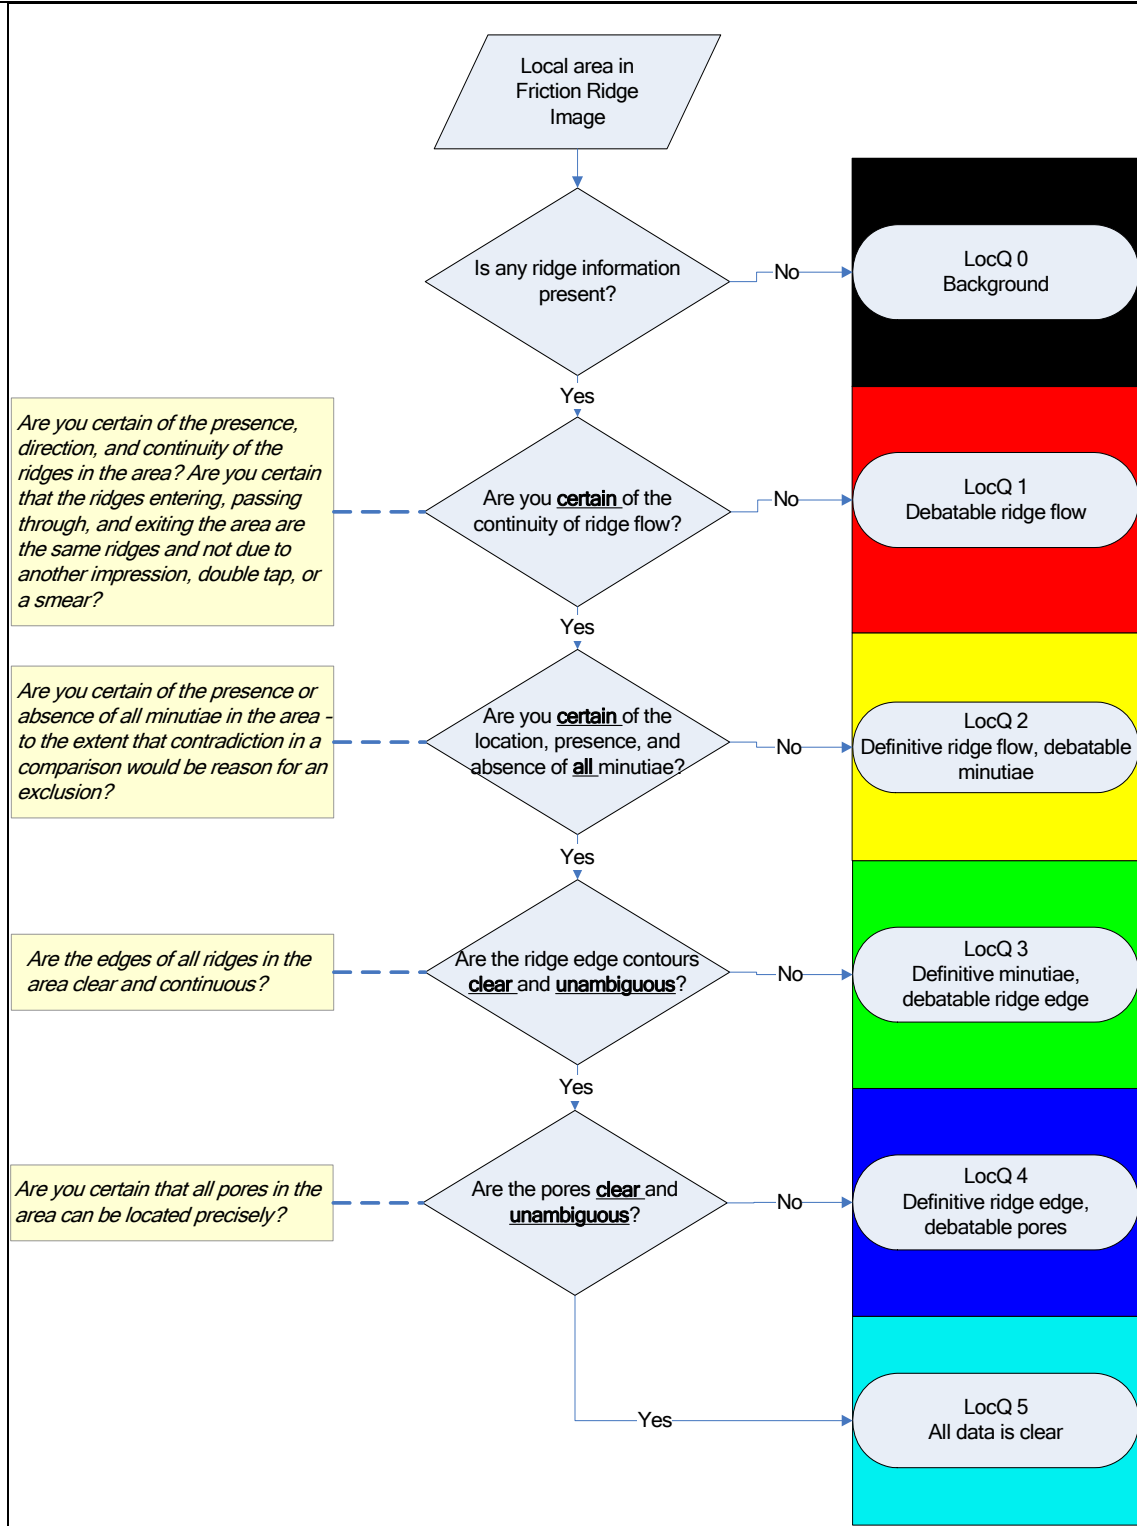 Local area in
Friction Ridge
Image
Is any ridge information
present?
No
LocQ 0
Background
Yes
Are you certain of the presence,
direction, and continuity of the
ridges in the area? Are you certain
that the ridges entering, passing
through, and exiting the area are
the same ridges and not due to
another impression, double tap, or
a smear?
Are you certain of the
continuity of ridge flow?
No
LocQ 1
Debatable ridge flow
Yes
Are you certain of the presence or
absence of all minutiae in the area -
to the extent that contradiction in a
comparison would be reason for an
exclusion?
Are you certain of the
location, presence, and
absence of all minutiae?
No
LocQ 2
Definitive ridge flow, debatable
minutiae
Yes
Are the edges of all ridges in the
area clear and continuous?
Are the ridge edge contours
clear and unambiguous?
No
LocQ 3
Definitive minutiae,
debatable ridge edge
Yes
Are you certain that all pores in the
area can be located precisely?
Are the pores clear and
unambiguous?
No
LocQ 4
Definitive ridge edge,
debatable pores
Yes
LocQ 5
All data is clear